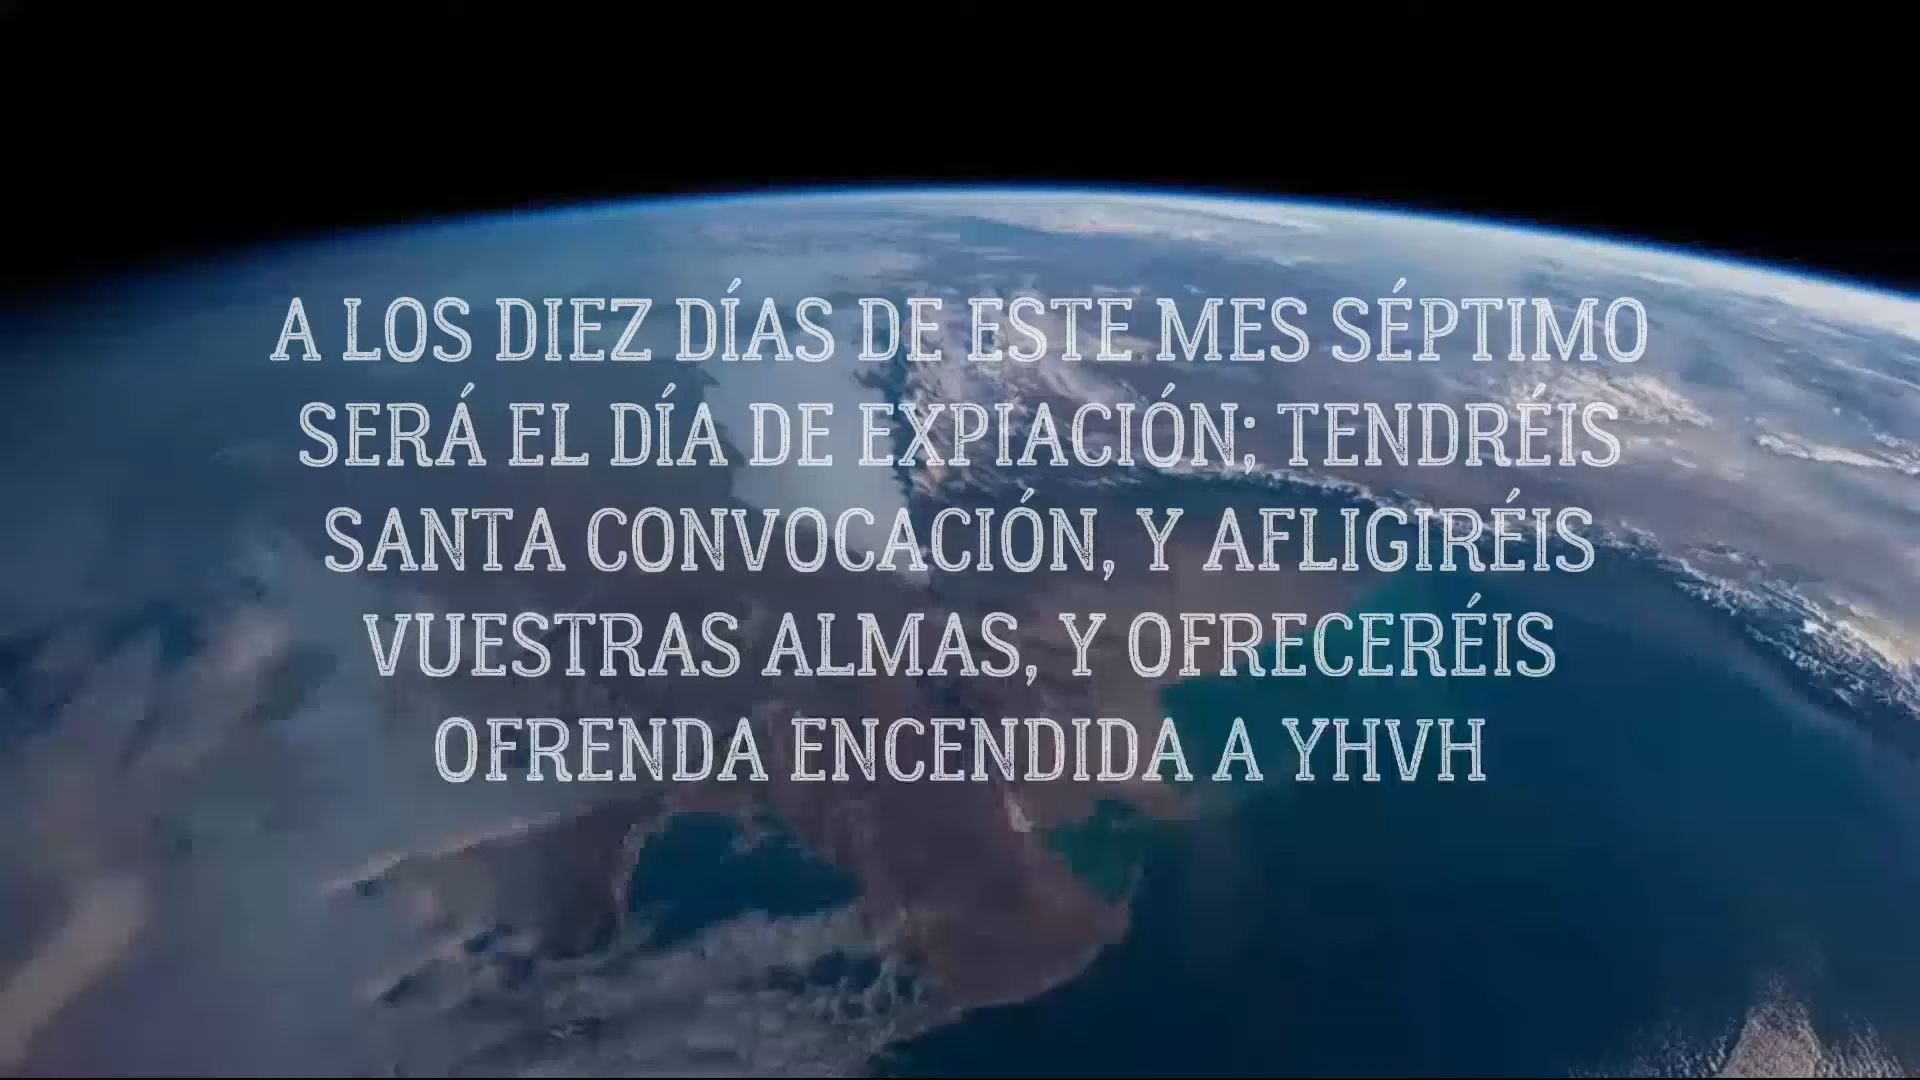 A LOS DIEZ DÍAS DE ESTE MES SÉPTIMO
SERÁ EL DÍA DE EXPIACIÓN; TENDRÉIS
SANTA CONVOCACIÓN, Y AFLIGIRÉIS
VUESTRAS ALMAS, Y OFRECERÉIS
OFRENDA ENCENDIDA A YHVH